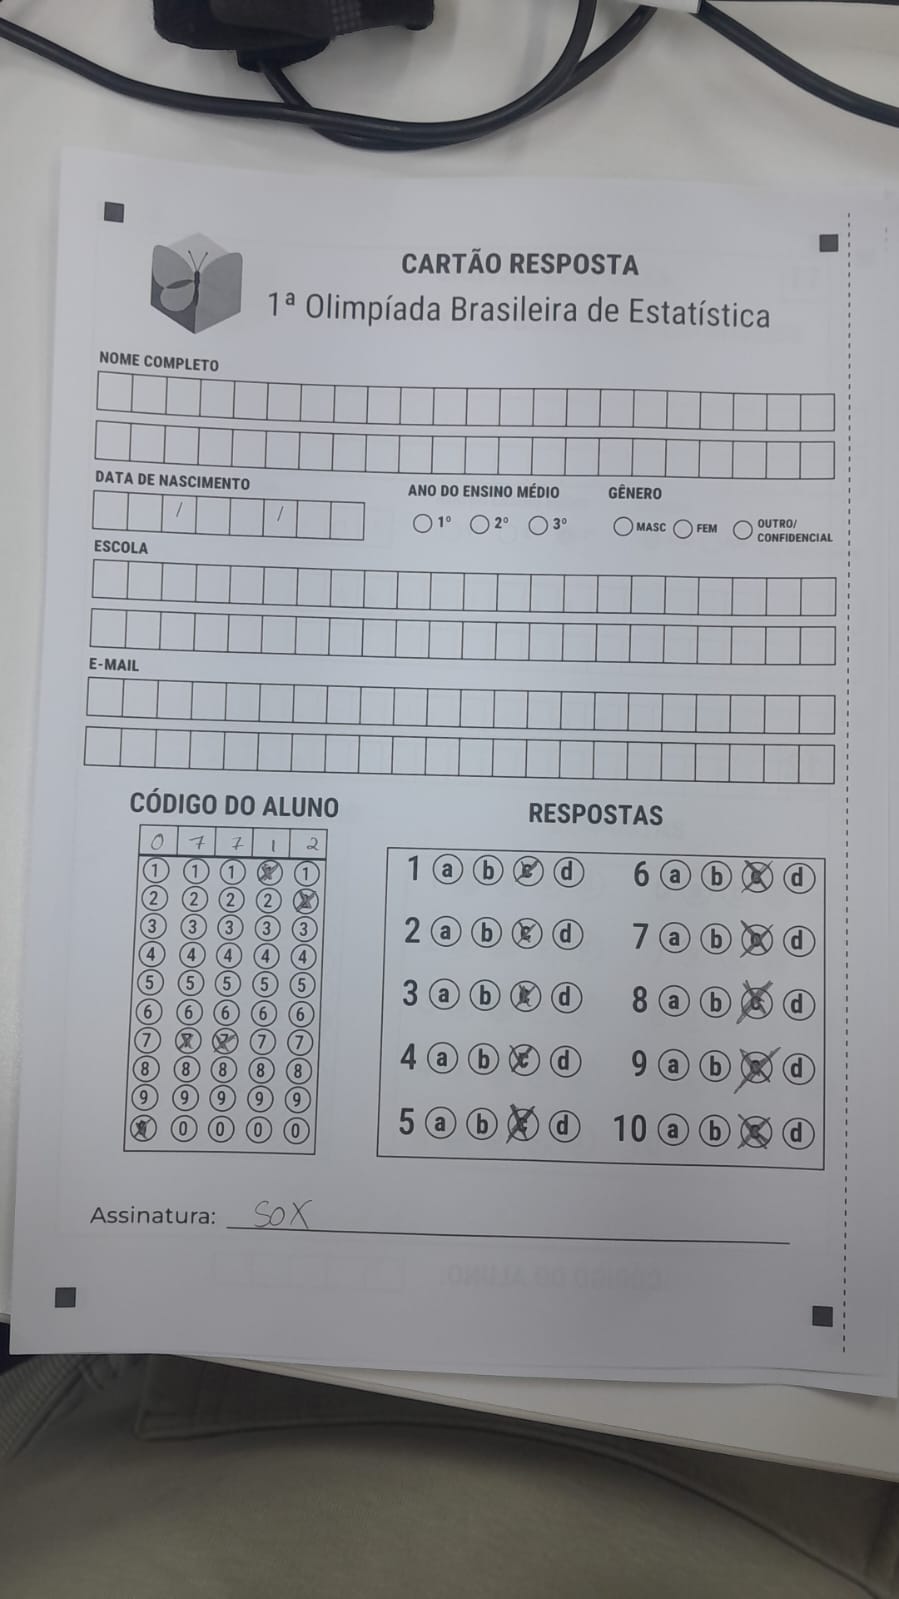 CARTÃO RESPOSTA
1ª Olimpíada Brasileira de Estatística
NOME COMPLETO
DATA DE NASCIMENTO
/ /
ANO DO ENSINO MÉDIO
1º 2º 3º
GÊNERO
MASC FEM OUTRO/
CONFIDENCIAL
ESCOLA
E-MAIL
CÓDIGO DO ALUNO
0 7 7 1 2
1 1 1 1 1
2 2 2 2 2
3 3 3 3 3
4 4 4 4 4
5 5 5 5 5
6 6 6 6 6
7 7 7 7 7
8 8 8 8 8
9 9 9 9 9
0 0 0 0 0
RESPOSTAS
1 a b c d 6 a b c d
2 a b c d 7 a b c d
3 a b c d 8 a b c d
4 a b c d 9 a b c d
5 a b c d 10 a b c d
Assinatura: SOX